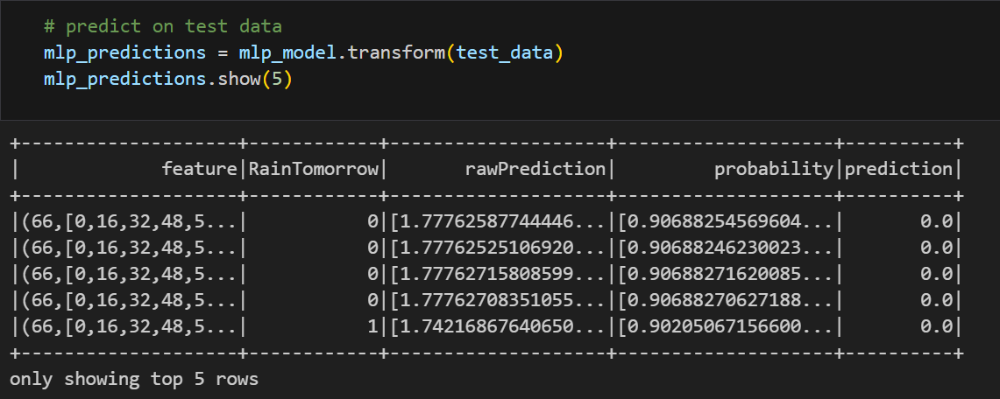 # predict on test data
mlp_predictions = mlp_model.transform(test_data)
mlp_predictions.show(5)
+--------------------+------------+--------------------+--------------------+----------+
|             feature|RainTomorrow|       rawPrediction|         probability|prediction|
+--------------------+------------+--------------------+--------------------+----------+
|(66,[0,16,32,48,5...|           0|[1.77762587744446...|[0.90688254569604...|       0.0|
|(66,[0,16,32,48,5...|           0|[1.77762525106920...|[0.90688246230023...|       0.0|
|(66,[0,16,32,48,5...|           0|[1.77762715808599...|[0.90688271620085...|       0.0|
|(66,[0,16,32,48,5...|           0|[1.77762708351055...|[0.90688270627188...|       0.0|
|(66,[0,16,32,48,5...|           1|[1.74216867640650...|[0.90205067156600...|       0.0|
+--------------------+------------+--------------------+--------------------+----------+
only showing top 5 rows